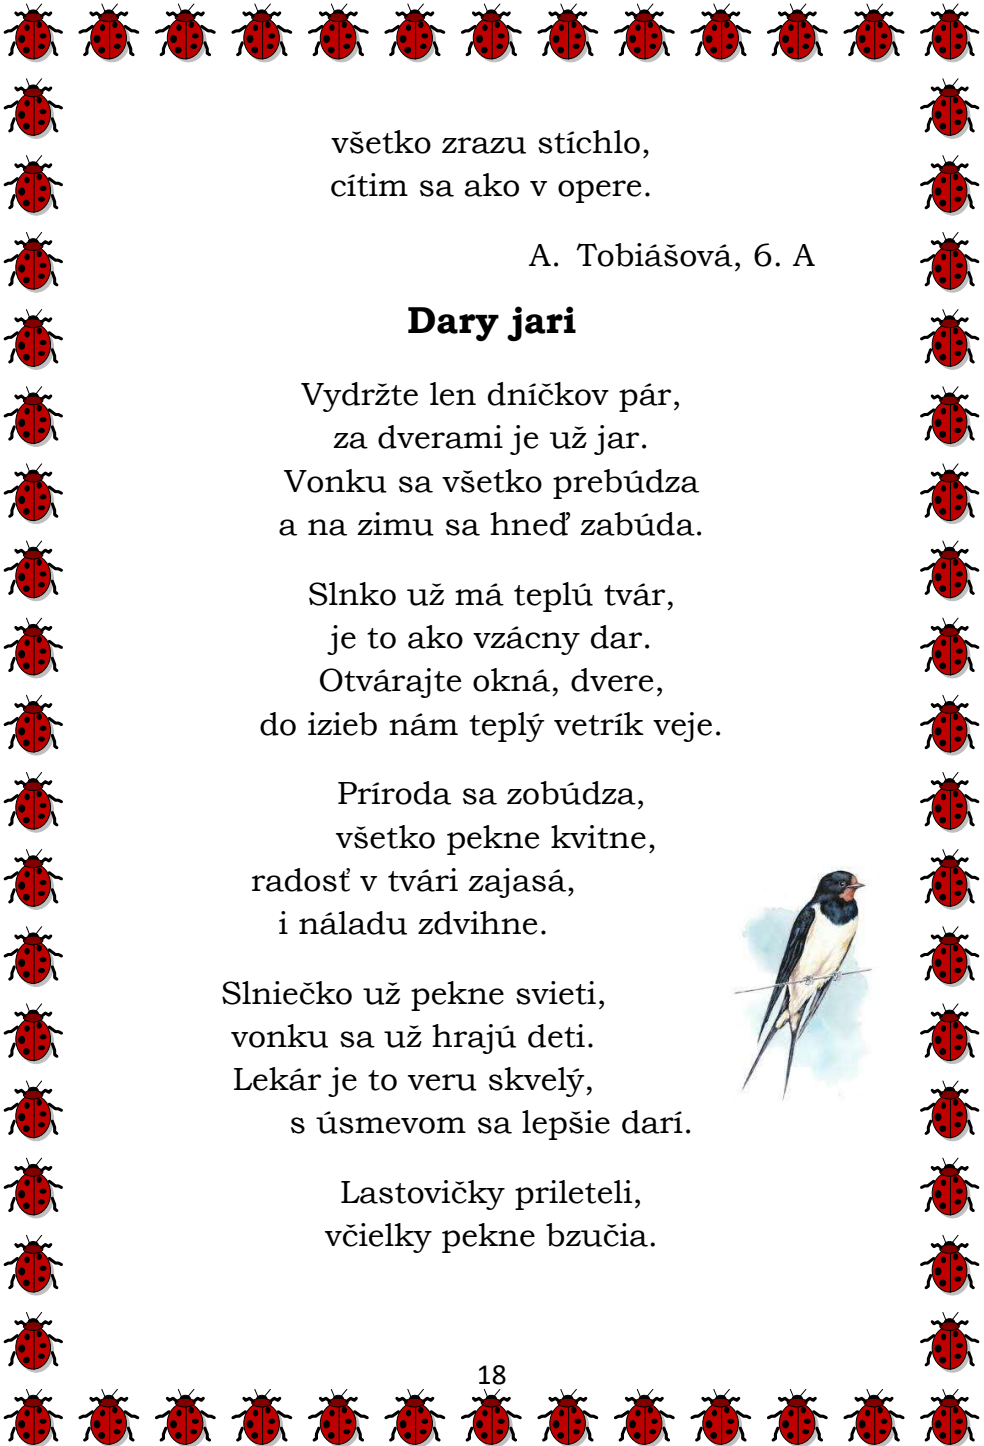 všetko zrazu stíchlo,
cítim sa ako v opere.
A. Tobiášová, 6. A
Dary jari
Vydržte len dníčkov pár,
za dverami je už jar.
Vonku sa všetko prebúdza
a na zimu sa hneď zabúda.
Slnko už má teplú tvár,
je to ako vzácny dar.
Otvárajte okná, dvere,
do izieb nám teplý vetrík veje.
Príroda sa zobúdza,
všetko pekne kvitne,
radosť v tvári zajasá,
i náladu zdvihne.
Slniečko už pekne svieti,
vonku sa už hrajú deti.
Lekár je to veru skvelý,
s úsmevom sa lepšie darí.
Lastovičky prileteli,
včielky pekne bzučia.
18